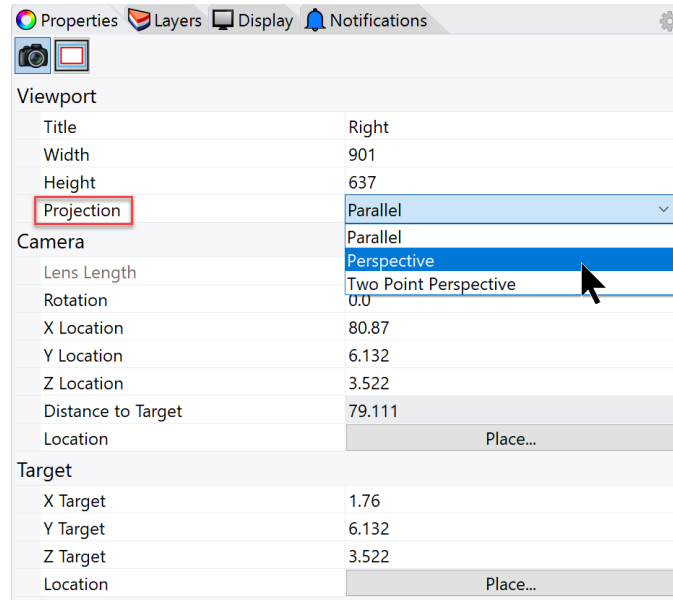 Properties Layers Display Notifications
Viewport
Title Right
Width 901
Height 637
Projection Parallel
Parallel
Camera
Perspective
Lens Length
Two Point Perspective
Rotation 0.0
X Location 80.87
Y Location 6.132
Z Location 3.522
Distance to Target 79.111
Location Place...
Target
X Target 1.76
Y Target 6.132
Z Target 3.522
Location Place...